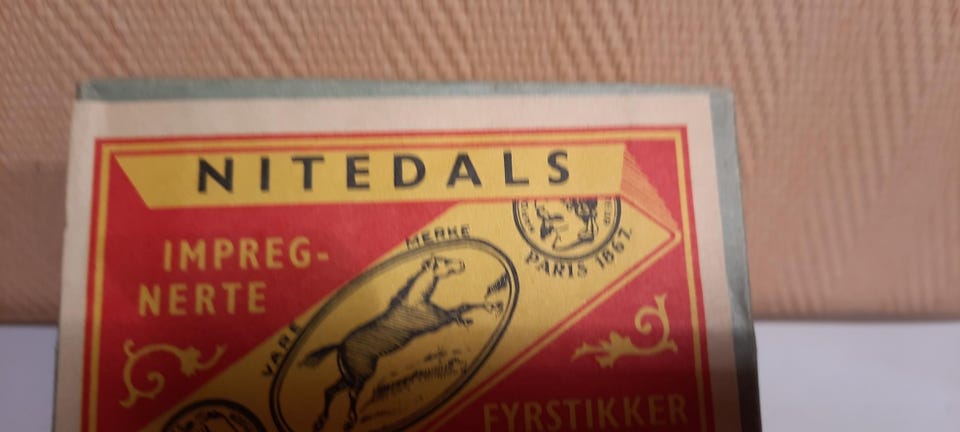 NITEDALS
IMPREG-
NERTE
VARE MERKE
PARIS 1867
FYRSTIKKER